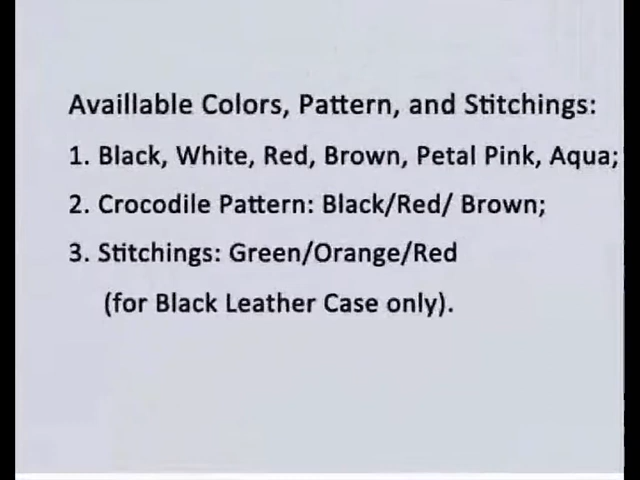 Availlable Colors, Pattern, and Stitchings:
1. Black, White, Red, Brown, Petal Pink, Aqua;
2. Crocodile Pattern: Black/Red/ Brown;
3. Stitchings: Green/Orange/Red
(for Black Leather Case only).